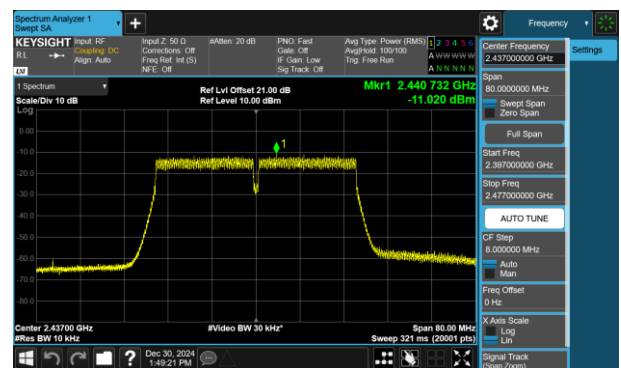 Spectrum Analyzer 1
Swept SA
Frequency
KEYSIGHT
RL
LXI
Input: RF
Coupling: DC
Align: Auto
Input Z: 50 Ω
Corrections: Off
Freq Ref: Int (S)
NFE: Off
#Atten: 20 dB
PNO: Fast
Gate: Off
IF Gain: Low
Sig Track: Off
Avg Type: Power (RMS)
Avg|Hold: 100/100
Trig: Free Run
1 2 3 4 5 6
A W W W W W
A N N N N N
Center Frequency
2.437000000 GHz
Settings
Span
80.0000000 MHz
Swept Span
Zero Span
Full Span
Start Freq
2.397000000 GHz
Stop Freq
2.477000000 GHz
AUTO TUNE
CF Step
8.000000 MHz
Auto
Man
Freq Offset
0 Hz
X Axis Scale
Log
Lin
Signal Track
(Span Zoom)
1 Spectrum
Scale/Div 10 dB
Log
Ref Lvl Offset 21.00 dB
Ref Level 10.00 dBm
Mkr1 2.440 732 GHz
-11.020 dBm
1
0.00
-10.0
-20.0
-30.0
-40.0
-50.0
-60.0
-70.0
-80.0
Center 2.43700 GHz
#Res BW 10 kHz
#Video BW 30 kHz*
Span 80.00 MHz
Sweep 321 ms (20001 pts)
?
Dec 30, 2024
1:49:21 PM